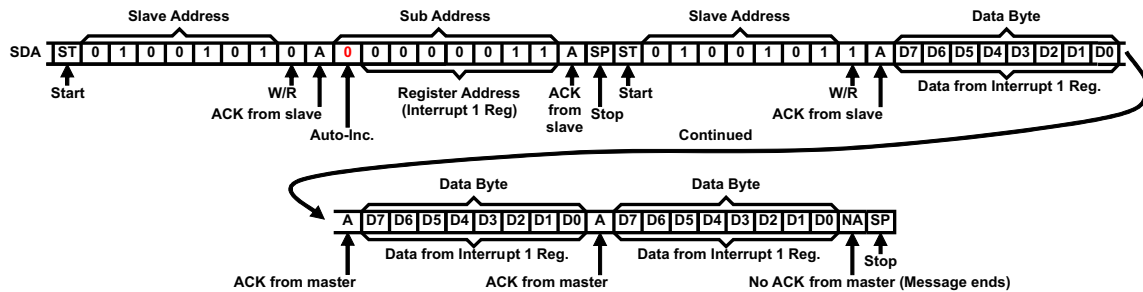 Slave Address Sub Address Slave Address Data Byte
SDA ST 0 1 0 0 1 0 1 0 A 0 0 0 0 0 0 1 1 A SP ST 0 1 0 0 1 0 1 1 A D7 D6 D5 D4 D3 D2 D1 D0
Start W/R Register Address ACK Start W/R Data from Interrupt 1 Reg.
(Interrupt 1 Reg) from
ACK from slave slave Stop ACK from slave
Auto-Inc. Continued
Data Byte Data Byte
A D7 D6 D5 D4 D3 D2 D1 D0 A D7 D6 D5 D4 D3 D2 D1 D0 NA SP
Data from Interrupt 1 Reg. Data from Interrupt 1 Reg.
Stop
ACK from master ACK from master No ACK from master (Message ends)